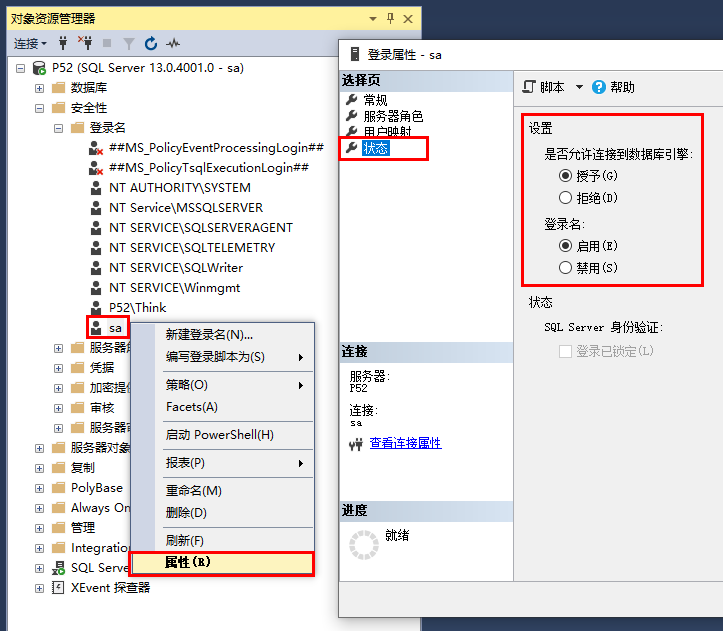 对象资源管理器
连接
P52 (SQL Server 13.0.4001.0 - sa)
数据库
安全性
登录名
##MS_PolicyEventProcessingLogin##
##MS_PolicyTsqlExecutionLogin##
NT AUTHORITY\SYSTEM
NT Service\MSSQLSERVER
NT SERVICE\SQLSERVERAGENT
NT SERVICE\SQLTELEMETRY
NT SERVICE\SQLWriter
NT SERVICE\Winmgmt
P52\Think
sa
服务器角
凭据
加密提供
审核
服务器审
服务器对象
复制
PolyBase
Always On
管理
Integration
SQL Serve
XEvent 探查器
新建登录名(N)...
编写登录脚本为(S)
策略(O)
Facets(A)
启动 PowerShell(H)
报表(P)
重命名(M)
删除(D)
刷新(F)
属性(R)
登录属性 - sa
选择页
常规
服务器角色
用户映射
状态
连接
服务器:
P52
连接:
sa
查看连接属性
进度
就绪
脚本
帮助
设置
是否允许连接到数据库引擎:
授予(G)
拒绝(D)
登录名:
启用(E)
禁用(S)
状态
SQL Server 身份验证:
登录已锁定(L)